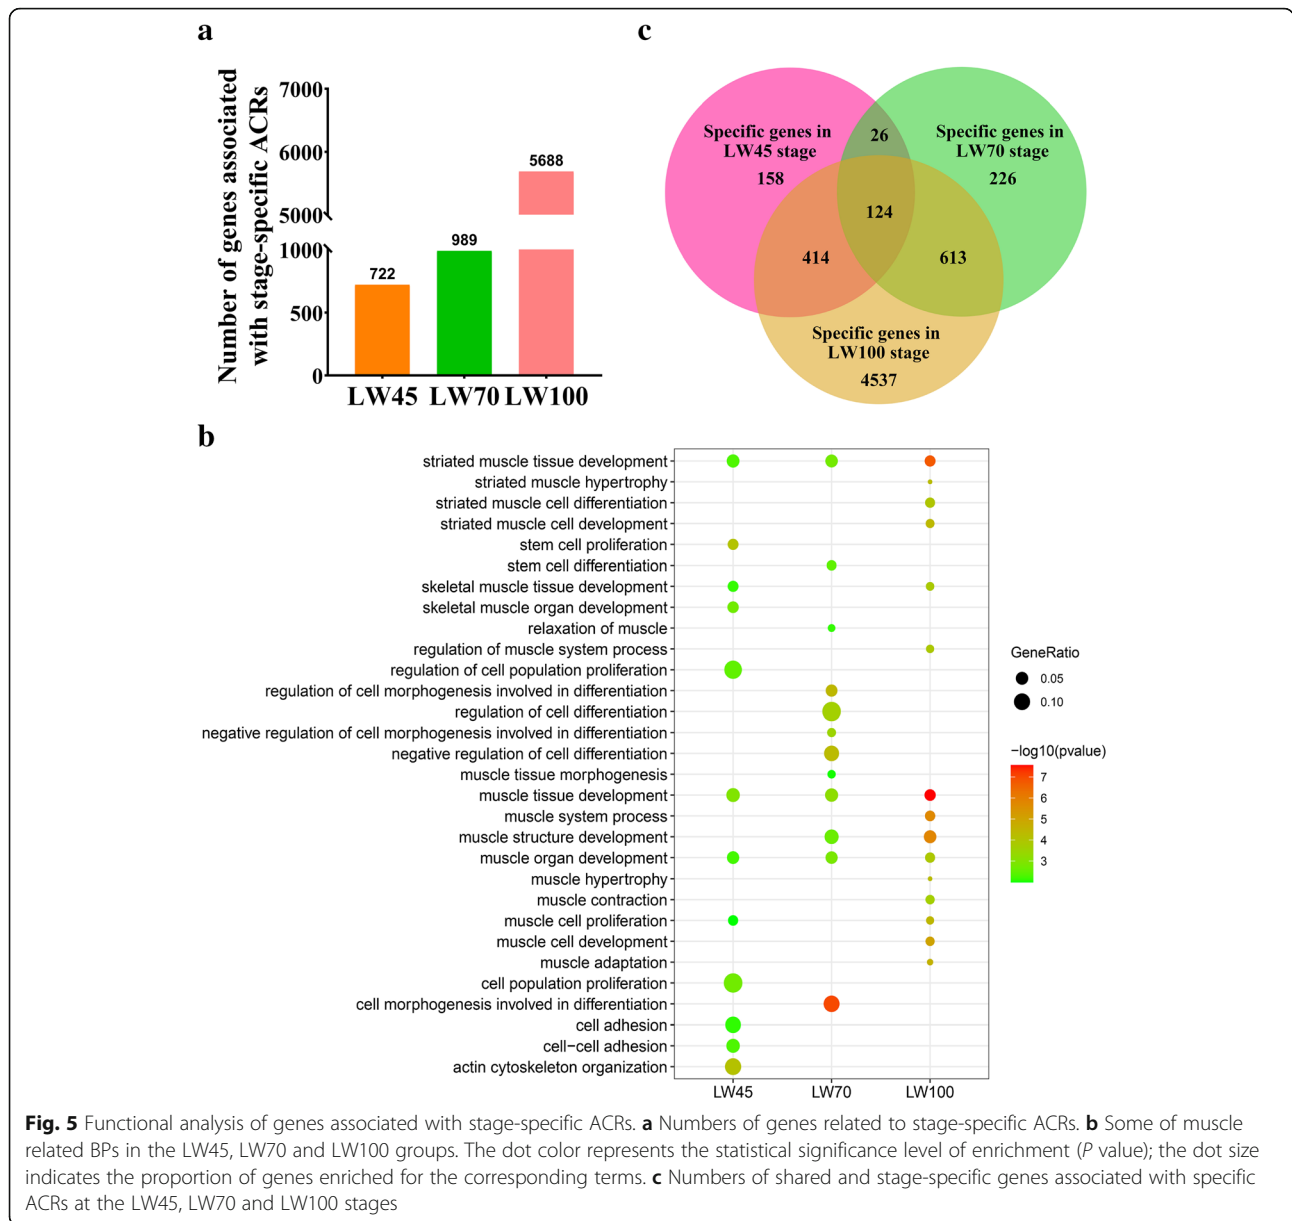 a
Number of genes associated
with stage-specific ACRs
7000
6000
5000
1000
500
0
722
989
5688
LW45 LW70 LW100
c
Specific genes in
LW45 stage
158
26
Specific genes in
LW70 stage
226
124
414
613
Specific genes in
LW100 stage
4537
b
striated muscle tissue development
striated muscle hypertrophy
striated muscle cell differentiation
striated muscle cell development
stem cell proliferation
stem cell differentiation
skeletal muscle tissue development
skeletal muscle organ development
relaxation of muscle
regulation of muscle system process
regulation of cell population proliferation
regulation of cell morphogenesis involved in differentiation
regulation of cell differentiation
negative regulation of cell morphogenesis involved in differentiation
negative regulation of cell differentiation
muscle tissue morphogenesis
muscle tissue development
muscle system process
muscle structure development
muscle organ development
muscle hypertrophy
muscle contraction
muscle cell proliferation
muscle cell development
muscle adaptation
cell population proliferation
cell morphogenesis involved in differentiation
cell adhesion
cell−cell adhesion
actin cytoskeleton organization
LW45 LW70 LW100
GeneRatio
0.05
0.10
−log10(pvalue)
7
6
5
4
3
Fig. 5 Functional analysis of genes associated with stage-specific ACRs. a Numbers of genes related to stage-specific ACRs. b Some of muscle
related BPs in the LW45, LW70 and LW100 groups. The dot color represents the statistical significance level of enrichment (P value); the dot size
indicates the proportion of genes enriched for the corresponding terms. c Numbers of shared and stage-specific genes associated with specific
ACRs at the LW45, LW70 and LW100 stages